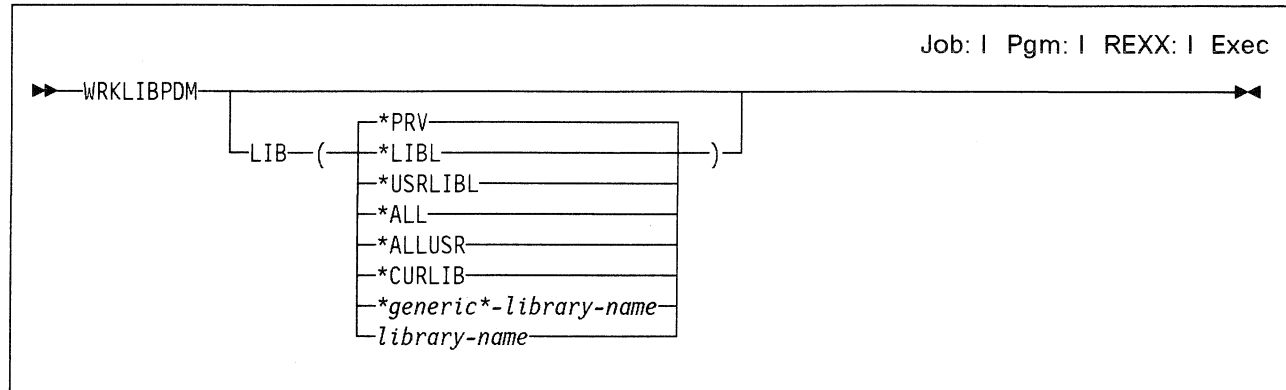 Job: I Pgm: I REXX: I Exec
WRKLIBPDM
*PRV
LIB ( *LIBL )
*USRLIBL
*ALL
*ALLUSR
*CURLIB
*generic*-library-name
library-name